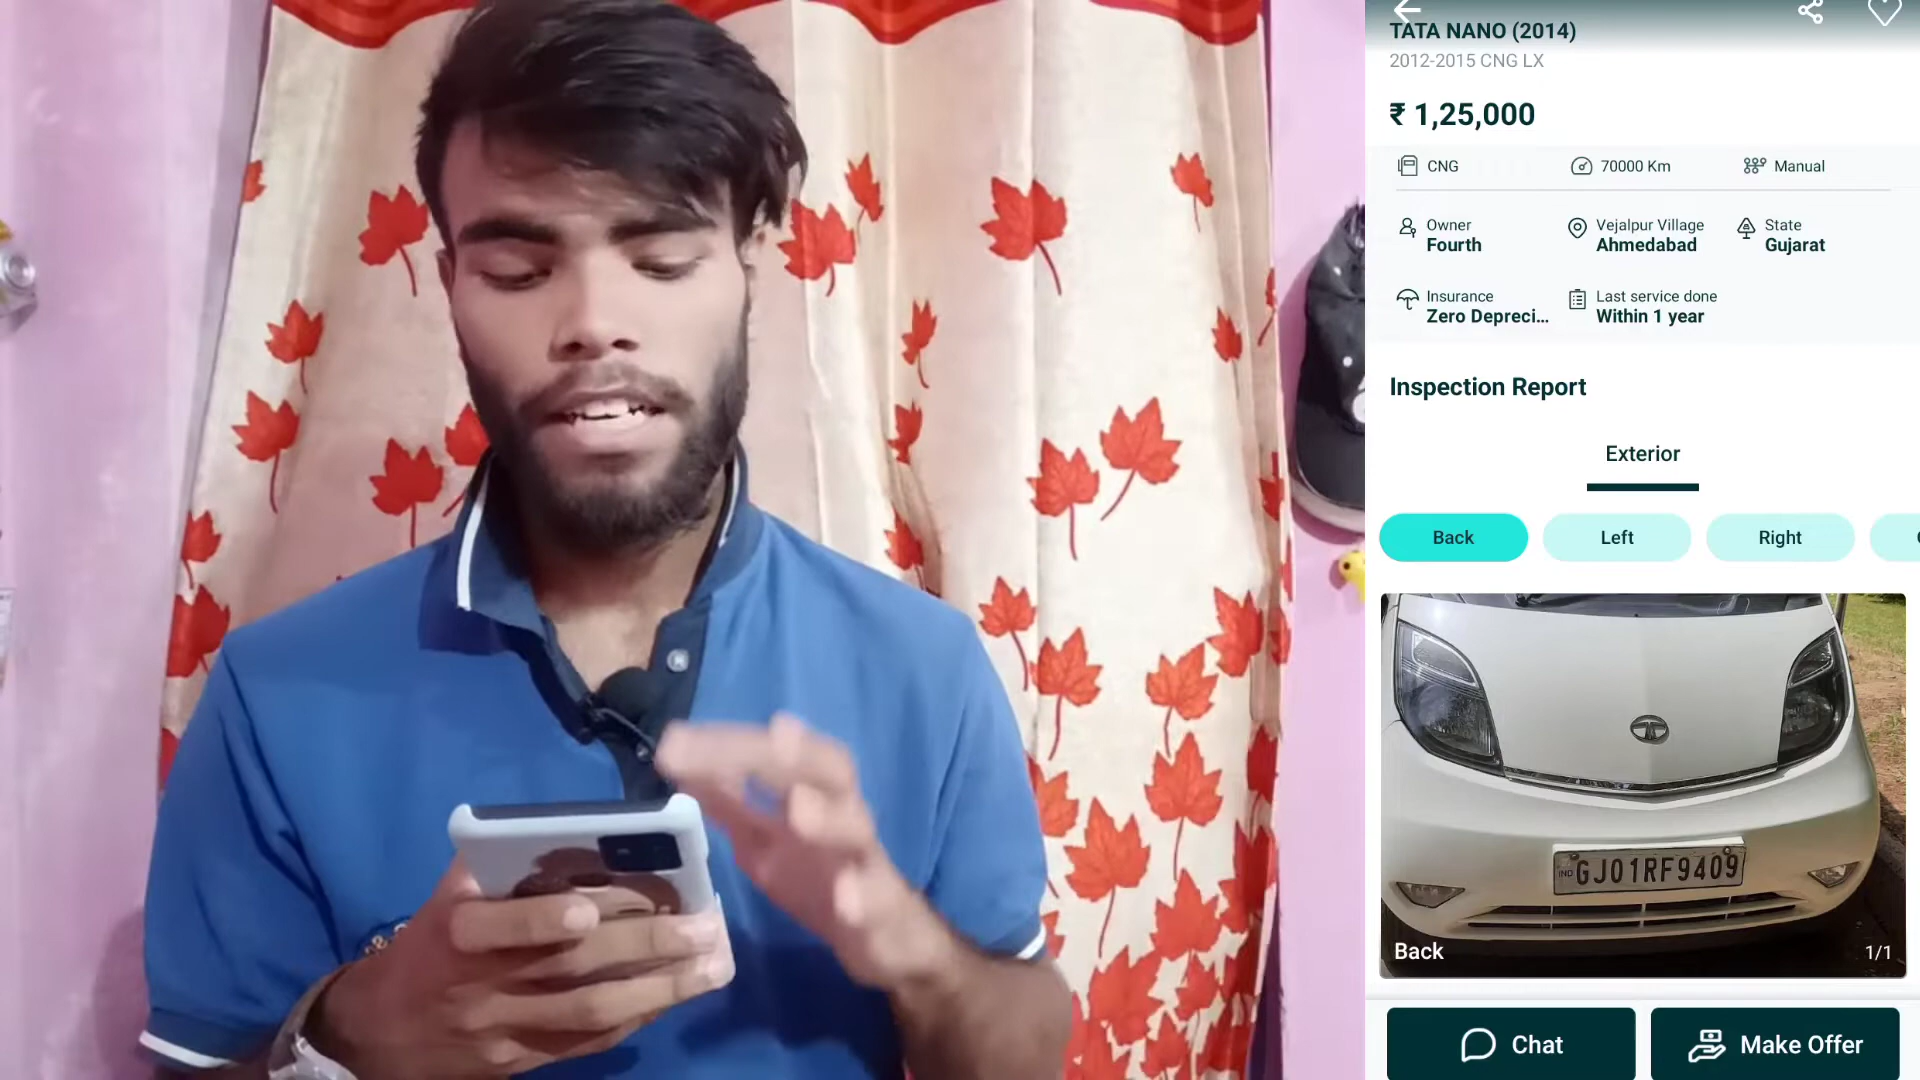 TATA NANO (2014)
2012-2015 CNG LX
₹ 1,25,000
CNG
70000 Km
Manual
Owner
Fourth
Vejalpur Village
Ahmedabad
State
Gujarat
Insurance
Zero Depreci...
Last service done
Within 1 year
Inspection Report
Exterior
Back
Left
Right
IND GJ01RF9409
Back
1/1
Chat
Make Offer